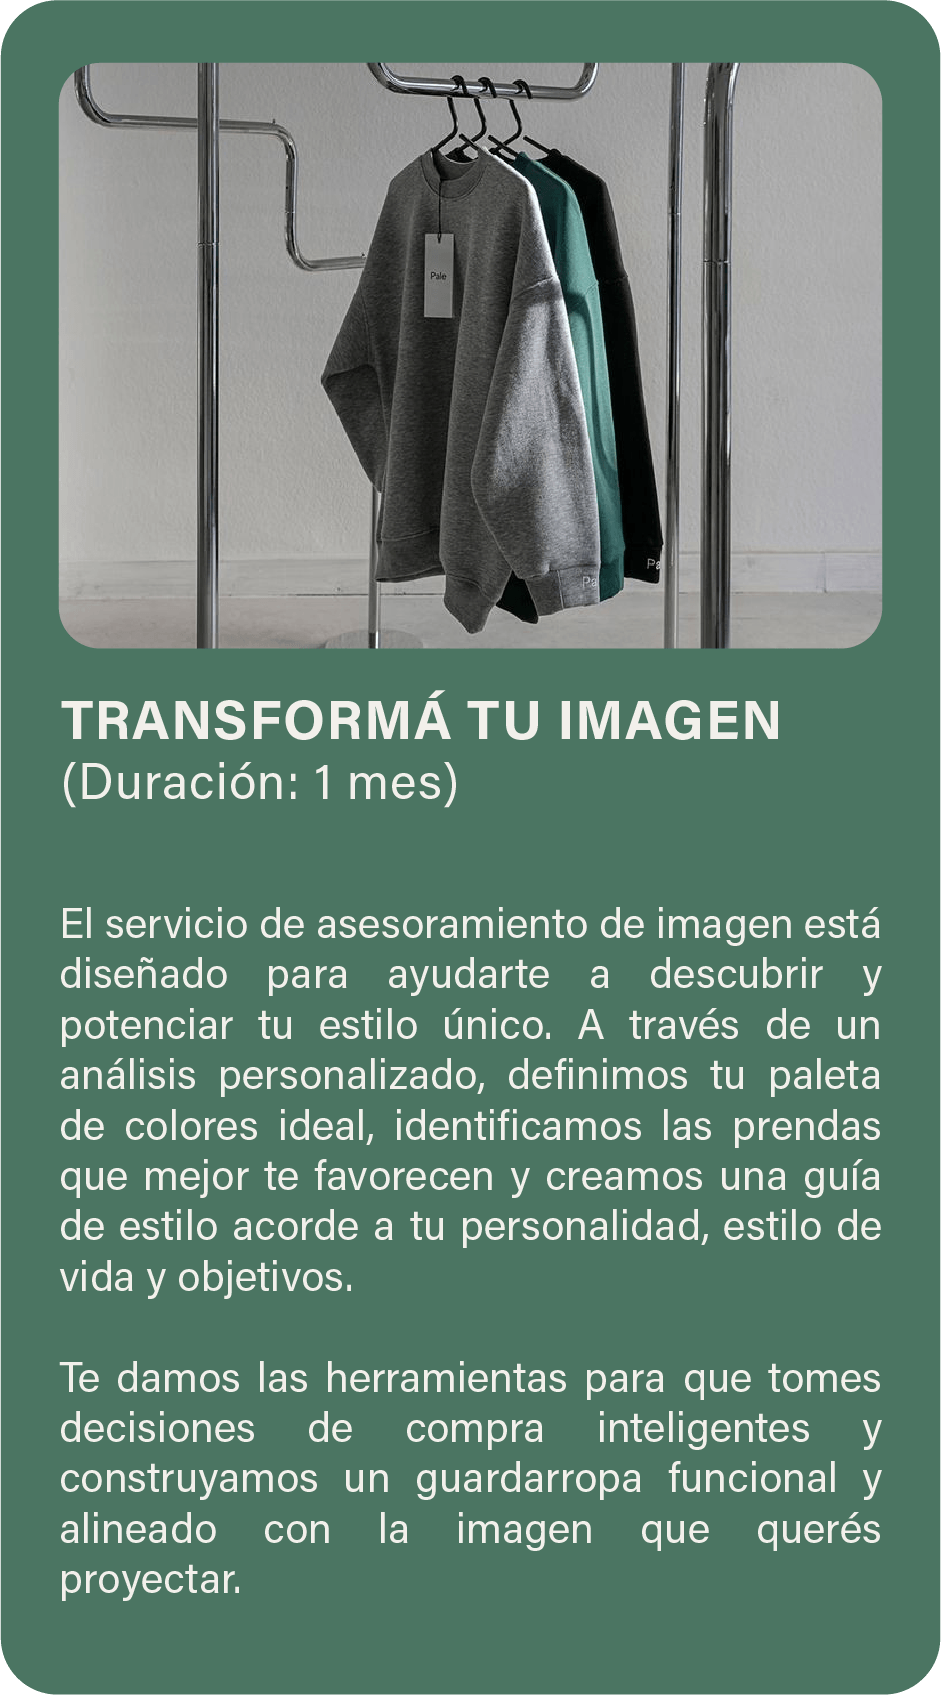 Pale
Pa
Pa
TRANSFORMÁ TU IMAGEN
(Duración: 1 mes)
El servicio de asesoramiento de imagen está
diseñado para ayudarte a descubrir y
potenciar tu estilo único. A través de un
análisis personalizado, definimos tu paleta
de colores ideal, identificamos las prendas
que mejor te favorecen y creamos una guía
de estilo acorde a tu personalidad, estilo de
vida y objetivos.
Te damos las herramientas para que tomes
decisiones de compra inteligentes y
construyamos un guardarropa funcional y
alineado con la imagen que querés
proyectar.